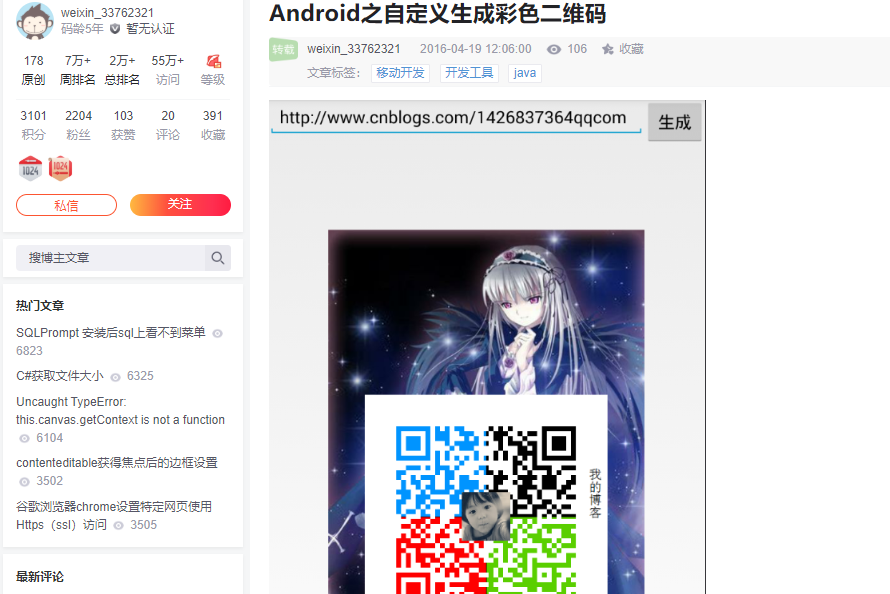 weixin_33762321
码龄5年 暂无认证
178 7万+ 2万+ 55万+
原创 周排名 总排名 访问 等级
3101 2204 103 20 391
积分 粉丝 获赞 评论 收藏
1024 1024
私信 关注
搜博主文章
热门文章
SQLPrompt 安装后sql上看不到菜单
6823
C#获取文件大小 6325
Uncaught TypeError:
this.canvas.getContext is not a function
6104
contenteditable获得焦点后的边框设置
3502
谷歌浏览器chrome设置特定网页使用
Https（ssl）访问 3505
最新评论
Android之自定义生成彩色二维码
转载 weixin_33762321 2016-04-19 12:06:00 106 收藏
文章标签： 移动开发 开发工具 java
http://www.cnblogs.com/1426837364qqcom 生成
我的博客